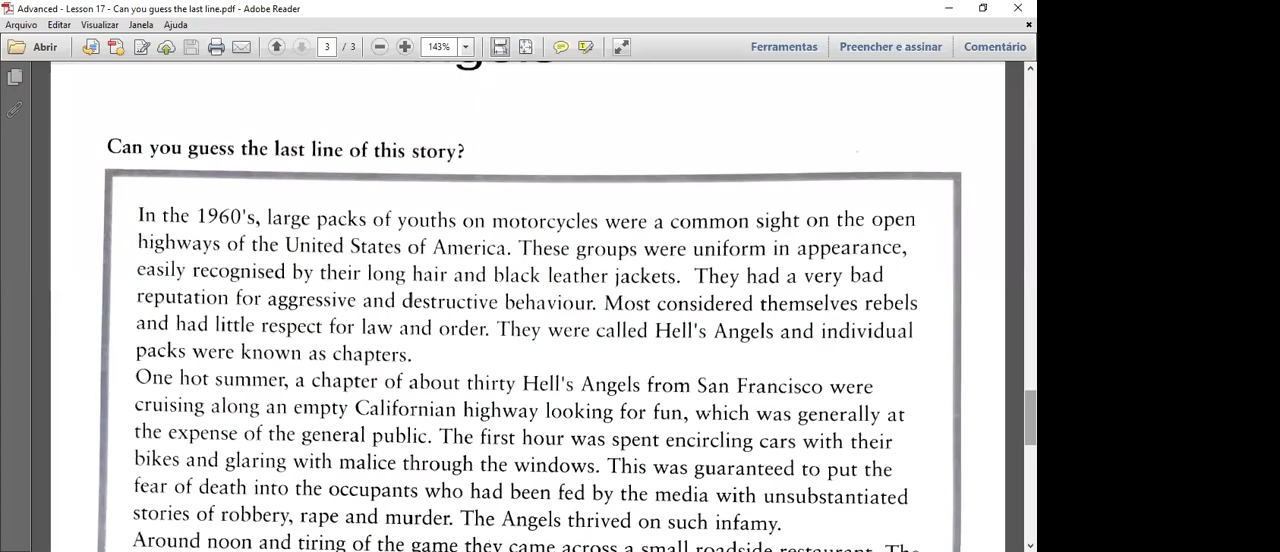 Advanced - Lesson 17 - Can you guess the last line.pdf - Adobe Reader
Arquivo Editar Visualizar Janela Ajuda
Abrir 3 / 3 143% Ferramentas Preencher e assinar Comentário
Can you guess the last line of this story?
In the 1960's, large packs of youths on motorcycles were a common sight on the open
highways of the United States of America. These groups were uniform in appearance,
easily recognised by their long hair and black leather jackets. They had a very bad
reputation for aggressive and destructive behaviour. Most considered themselves rebels
and had little respect for law and order. They were called Hell's Angels and individual
packs were known as chapters.
One hot summer, a chapter of about thirty Hell's Angels from San Francisco were
cruising along an empty Californian highway looking for fun, which was generally at
the expense of the general public. The first hour was spent encircling cars with their
bikes and glaring with malice through the windows. This was guaranteed to put the
fear of death into the occupants who had been fed by the media with unsubstantiated
stories of robbery, rape and murder. The Angels thrived on such infamy.
Around noon and tiring of the game they came across a small roadside restaurant. The